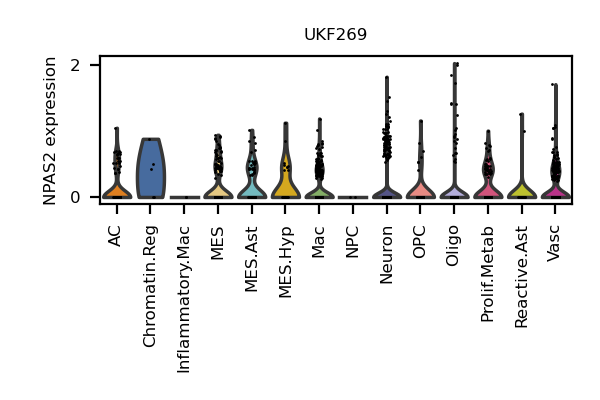 UKF269
NPAS2 expression
2
0
AC
Chromatin.Reg
Inflammatory.Mac
MES
MES.Ast
MES.Hyp
Mac
NPC
Neuron
OPC
Oligo
Prolif.Metab
Reactive.Ast
Vasc